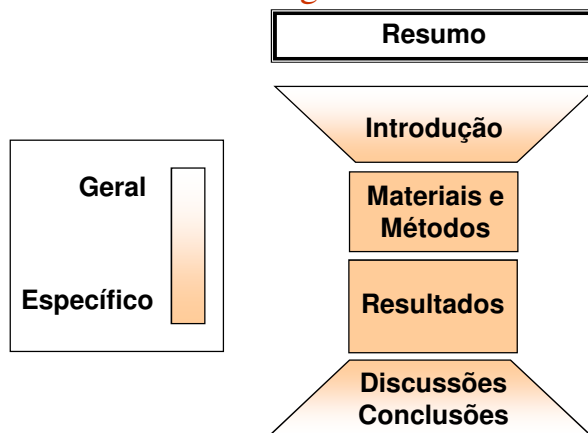 Resumo
Introdução
Geral
Materiais e
Métodos
Específico
Resultados
Discussões
Conclusões